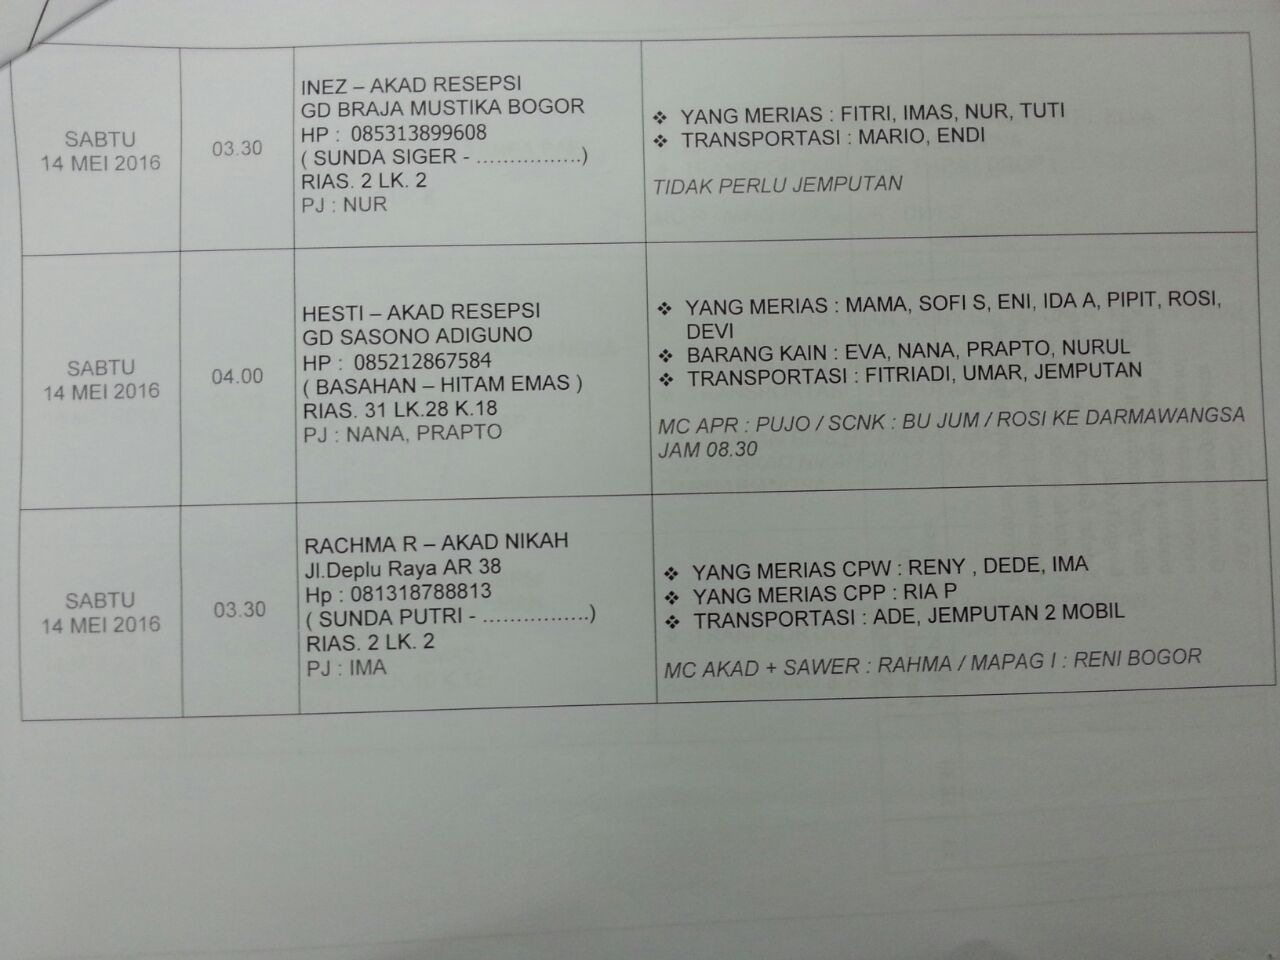 SABTU
14 MEI 2016
03.30
INEZ – AKAD RESEPSI
GD BRAJA MUSTIKA BOGOR
HP : 085313899608
( SUNDA SIGER - ................)
RIAS. 2 LK. 2
PJ : NUR
❖ YANG MERIAS : FITRI, IMAS, NUR, TUTI
❖ TRANSPORTASI : MARIO, ENDI
TIDAK PERLU JEMPUTAN
SABTU
14 MEI 2016
04.00
HESTI – AKAD RESEPSI
GD SASONO ADIGUNO
HP : 085212867584
( BASAHAN – HITAM EMAS )
RIAS. 31 LK.28 K.18
PJ : NANA, PRAPTO
❖ YANG MERIAS : MAMA, SOFI S, ENI, IDA A, PIPIT, ROSI,
DEVI
❖ BARANG KAIN : EVA, NANA, PRAPTO, NURUL
❖ TRANSPORTASI : FITRIADI, UMAR, JEMPUTAN
MC APR : PUJO / SCNK : BU JUM / ROSI KE DARMAWANGSA
JAM 08.30
SABTU
14 MEI 2016
03.30
RACHMA R – AKAD NIKAH
Jl.Deplu Raya AR 38
Hp : 081318788813
( SUNDA PUTRI - ................)
RIAS. 2 LK. 2
PJ : IMA
❖ YANG MERIAS CPW : RENY , DEDE, IMA
❖ YANG MERIAS CPP : RIA P
❖ TRANSPORTASI : ADE, JEMPUTAN 2 MOBIL
MC AKAD + SAWER : RAHMA / MAPAG I : RENI BOGOR